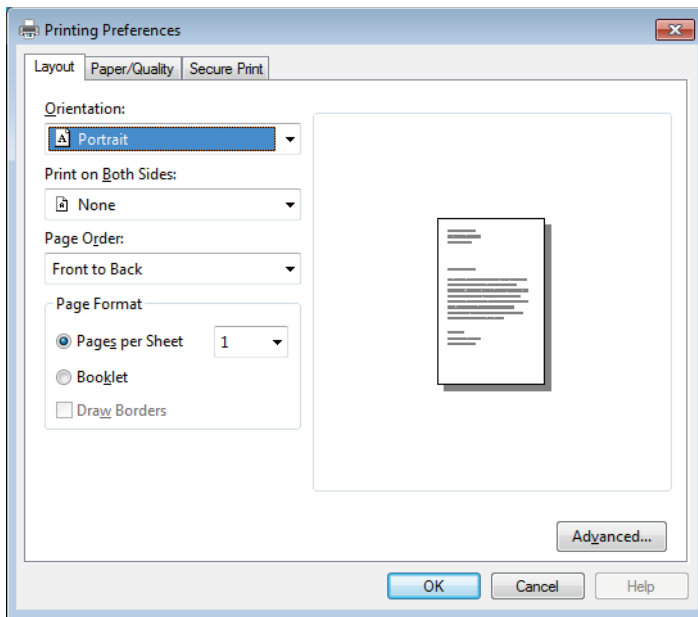 Printing Preferences
Layout Paper/Quality Secure Print
Orientation:
A Portrait
Print on Both Sides:
None
Page Order:
Front to Back
Page Format
Pages per Sheet 1
Booklet
Draw Borders
Advanced...
OK Cancel Help